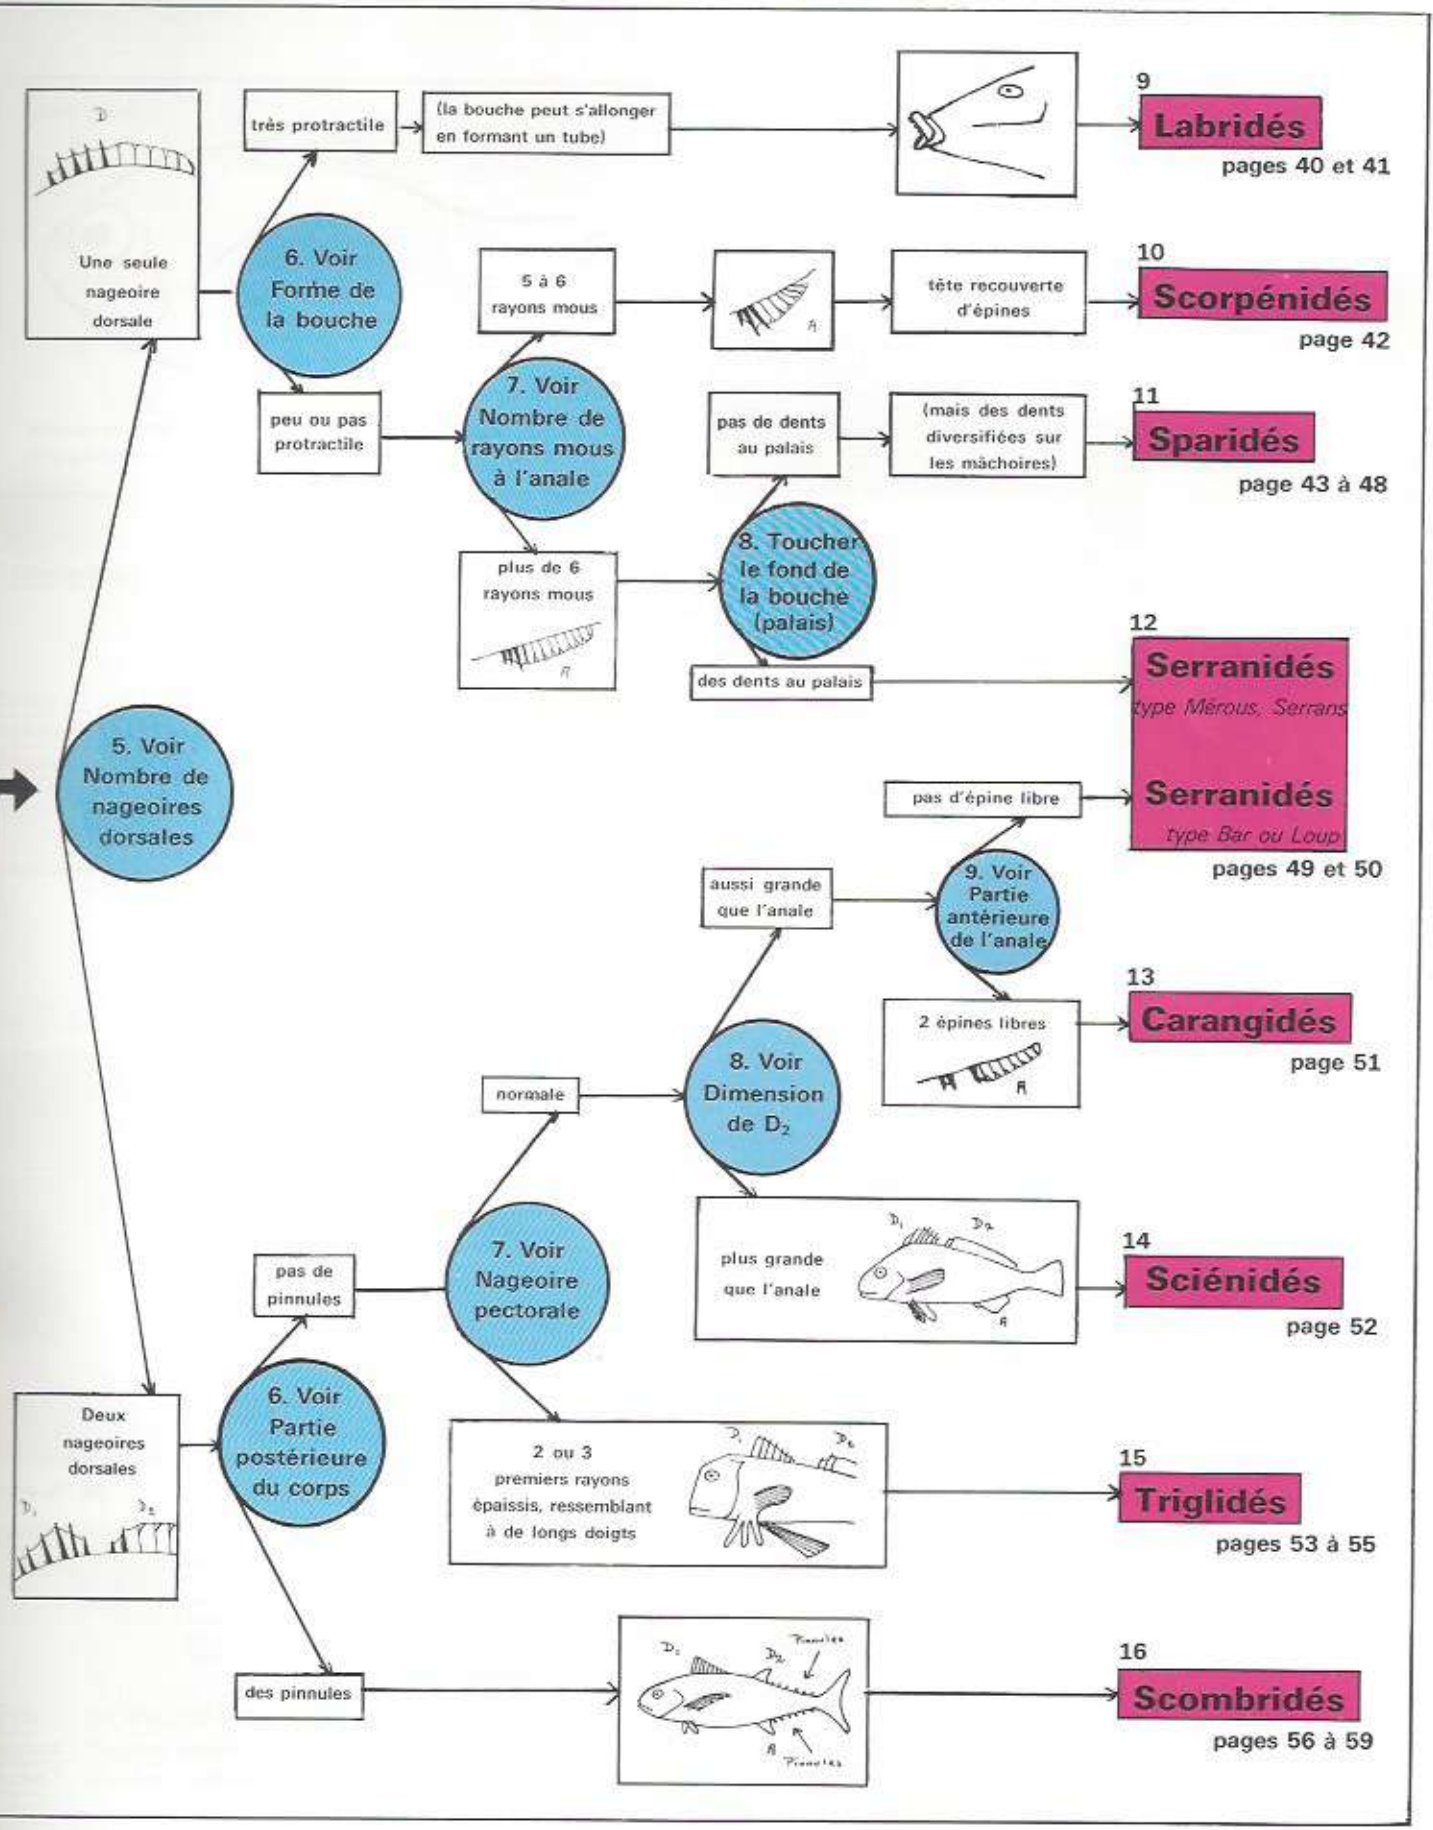 D
Une seule
nageoire
dorsale
très protractile
(la bouche peut s'allonger
en formant un tube)
9
Labridés
pages 40 et 41
6. Voir
Forme de
la bouche
5 à 6
rayons mous
A
tête recouverte
d'épines
10
Scorpénidés
page 42
peu ou pas
protractile
7. Voir
Nombre de
rayons mous
à l'anale
pas de dents
au palais
(mais des dents
diversifiées sur
les mâchoires)
11
Sparidés
page 43 à 48
plus de 6
rayons mous
A
8. Toucher
le fond de
la bouche
(palais)
des dents au palais
12
Serranidés
type Mérous, Serrans
5. Voir
Nombre de
nageoires
dorsales
pas d'épine libre
Serranidés
type Bar ou Loup
pages 49 et 50
aussi grande
que l'anale
9. Voir
Partie
antérieure
de l'anale
2 épines libres
A
13
Carangidés
page 51
normale
8. Voir
Dimension
de D₂
plus grande
que l'anale
D₁ D₂
A
14
Sciénidés
page 52
pas de
pinnules
7. Voir
Nageoire
pectorale
Deux
nageoires
dorsales
D₁ D₂
6. Voir
Partie
postérieure
du corps
2 ou 3
premiers rayons
épaissis, ressemblant
à de longs doigts
D₁ D₂
15
Triglidés
pages 53 à 55
des pinnules
D₁ D₂ Pinnules
A Pinnules
16
Scombridés
pages 56 à 59